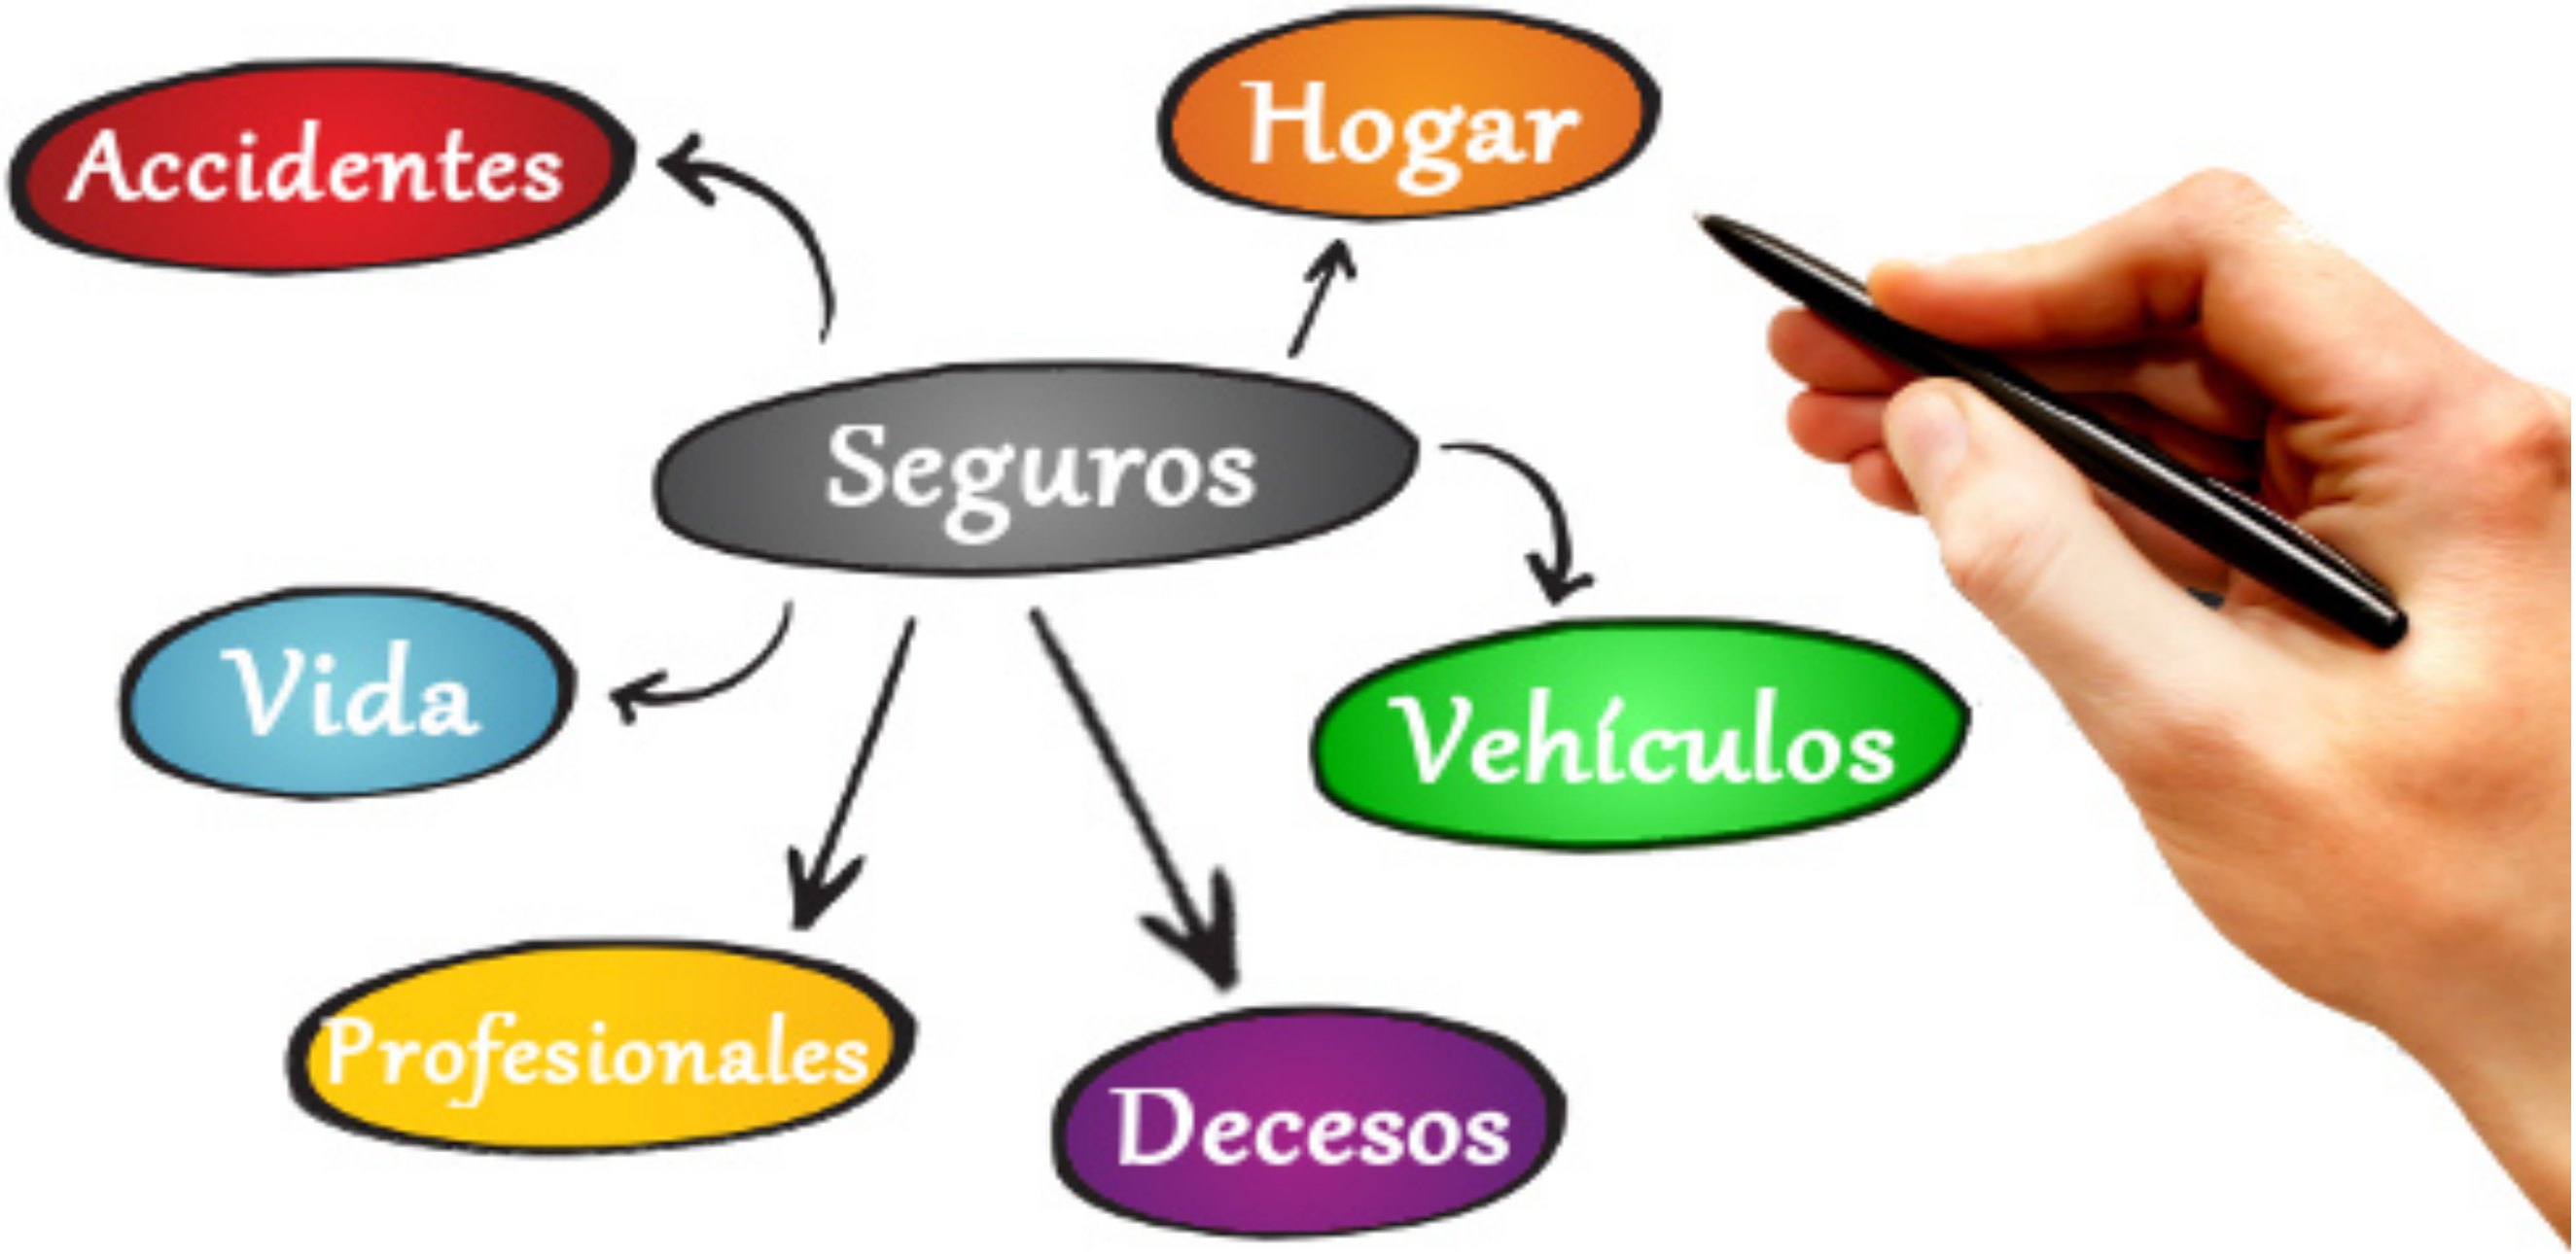 Hogar
Accidentes
Seguros
Vida
Vehículos
Profesionales
Decesos